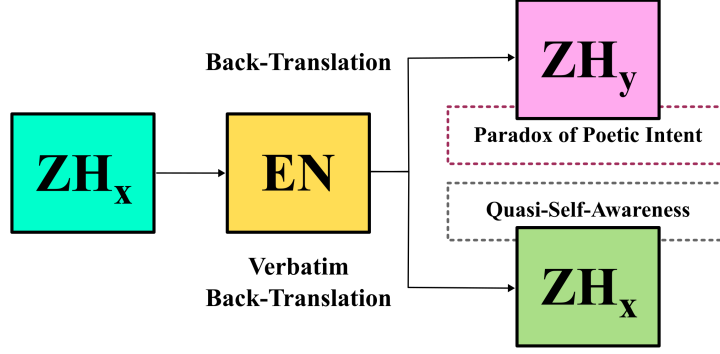 Back-Translation
ZHy
Paradox of Poetic Intent
ZHx
EN
Quasi-Self-Awareness
Verbatim
Back-Translation
ZHx